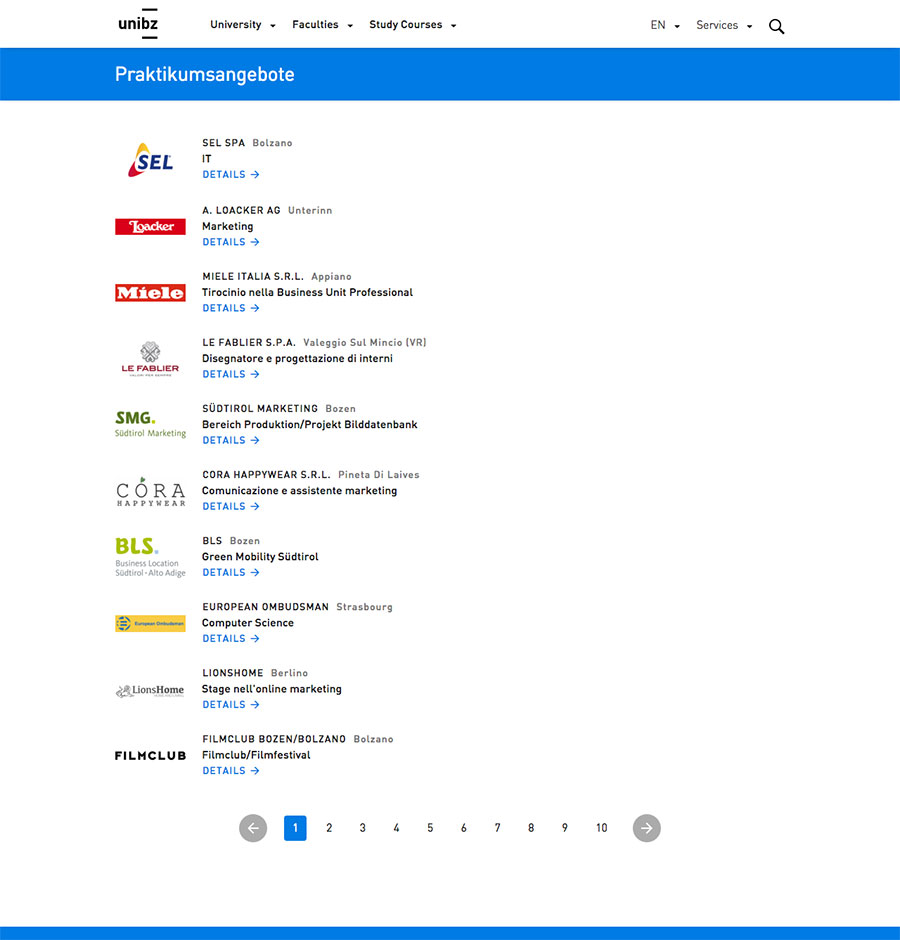 unibz
University Faculties Study Courses EN Services
Praktikumsangebote
SEL
SEL SPA Bolzano
IT
DETAILS →
Loacker
A. LOACKER AG Unterinn
Marketing
DETAILS →
Miele
MIELE ITALIA S.R.L. Appiano
Tirocinio nella Business Unit Professional
DETAILS →
LE FABLIER
VALORI PER SEMPRE
LE FABLIER S.P.A. Valeggio Sul Mincio (VR)
Disegnatore e progettazione di interni
DETAILS →
SMG.
Südtirol Marketing
SÜDTIROL MARKETING Bozen
Bereich Produktion/Projekt Bilddatenbank
DETAILS →
CÓRA
HAPPYWEAR
CORA HAPPYWEAR S.R.L. Pineta Di Laives
Comunicazione e assistente marketing
DETAILS →
BLS.
Business Location
Südtirol · Alto Adige
BLS Bozen
Green Mobility Südtirol
DETAILS →
European Ombudsman
EUROPEAN OMBUDSMAN Strasbourg
Computer Science
DETAILS →
LionsHome
LIONSHOME Berlino
Stage nell'online marketing
DETAILS →
FILMCLUB
FILMCLUB BOZEN/BOLZANO Bolzano
Filmclub/Filmfestival
DETAILS →
← 1 2 3 4 5 6 7 8 9 10 →